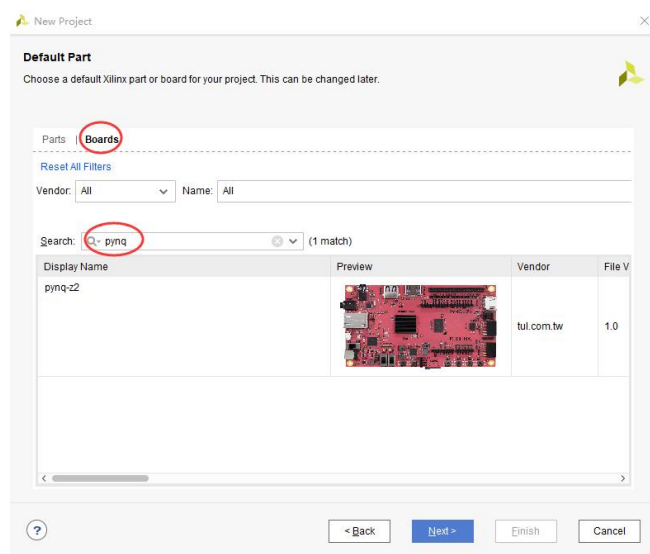 New Project
Default Part
Choose a default Xilinx part or board for your project. This can be changed later.
Parts | Boards
Reset All Filters
Vendor: All Name: All
Search: pynq (1 match)
Display Name Preview Vendor File V
pynq-z2 tul.com.tw 1.0
? < Back Next > Finish Cancel